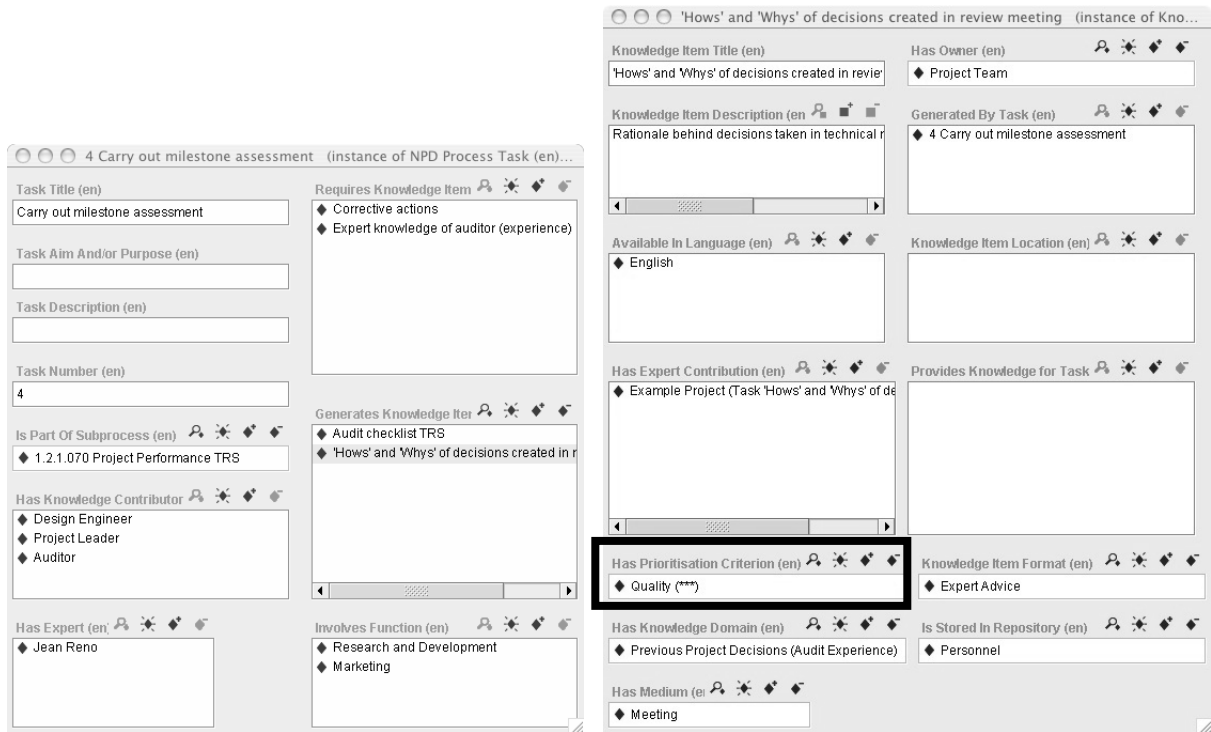 4 Carry out milestone assessment (instance of NPD Process Task (en)...
Task Title (en)
Carry out milestone assessment
Task Aim And/or Purpose (en)
Task Description (en)
Task Number (en)
4
Is Part Of Subprocess (en)
1.2.1.070 Project Performance TRS
Has Knowledge Contributor
Design Engineer
Project Leader
Auditor
Has Expert (en)
Jean Reno
Requires Knowledge Item
Corrective actions
Expert knowledge of auditor (experience)
Generates Knowledge Iter
Audit checklist TRS
'Hows' and 'Whys' of decisions created in r
Involves Function (en)
Research and Development
Marketing
'Hows' and 'Whys' of decisions created in review meeting (instance of Kno...
Knowledge Item Title (en)
'Hows' and 'Whys' of decisions created in review
Knowledge Item Description (en
Rationale behind decisions taken in technical r
Available In Language (en)
English
Has Expert Contribution (en)
Example Project (Task 'Hows' and 'Whys' of de
Has Prioritisation Criterion (en)
Quality (***)
Has Knowledge Domain (en)
Previous Project Decisions (Audit Experience)
Has Medium (en
Meeting
Has Owner (en)
Project Team
Generated By Task (en)
4 Carry out milestone assessment
Knowledge Item Location (en)
Provides Knowledge for Task
Knowledge Item Format (en)
Expert Advice
Is Stored In Repository (en)
Personnel